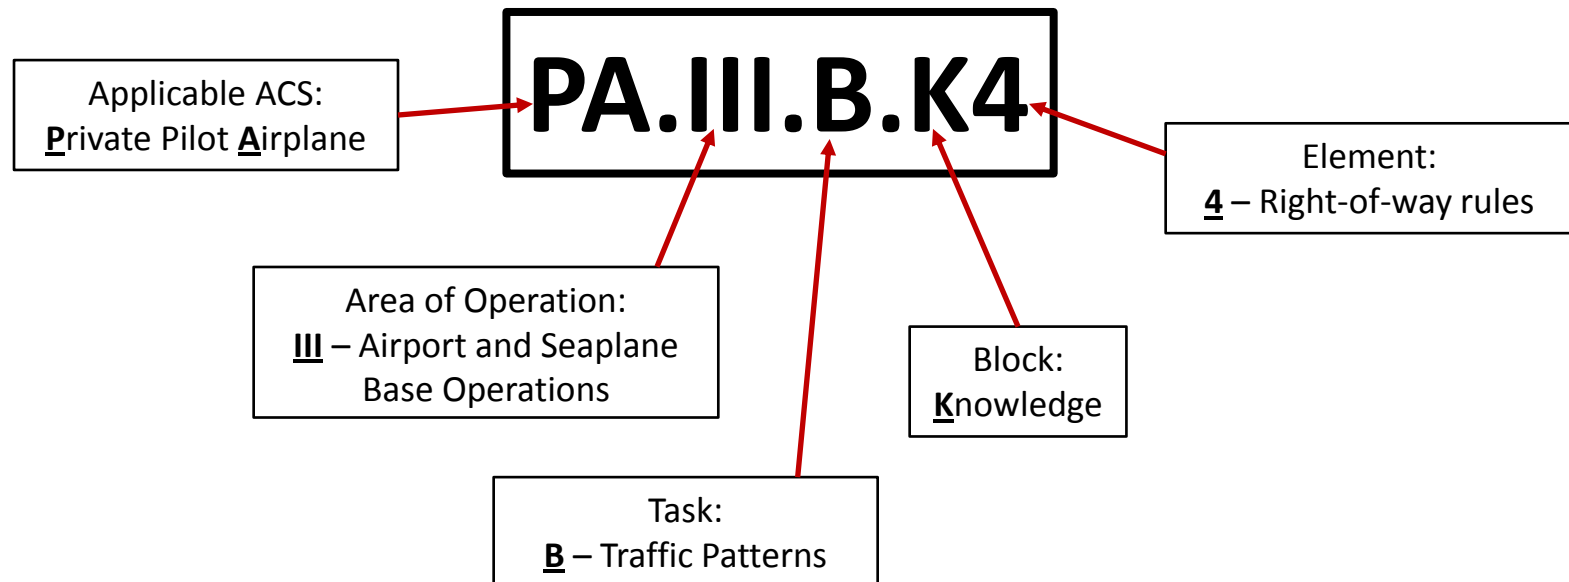 PA.III.B.K4
Applicable ACS:
Private Pilot Airplane
Element:
4 – Right-of-way rules
Area of Operation:
III – Airport and Seaplane
Base Operations
Block:
Knowledge
Task:
B – Traffic Patterns